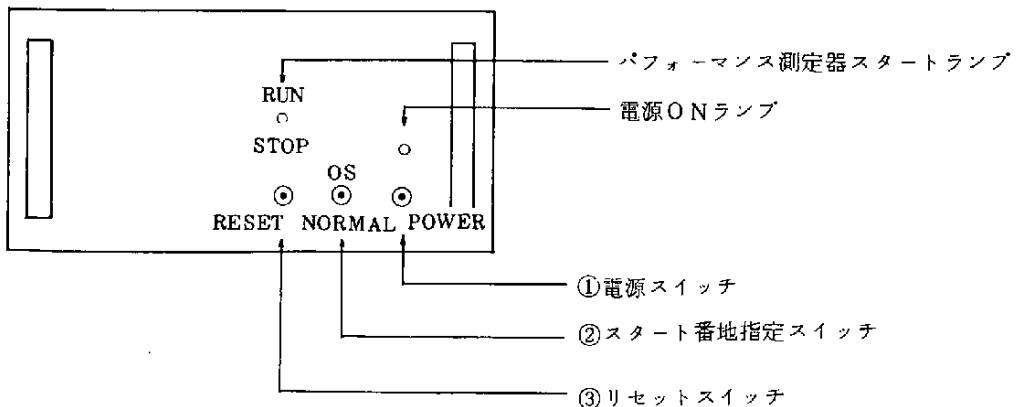 パフォーマンス測定器スタートランプ
RUN
電源ONランプ
STOP
OS
RESET NORMAL POWER
①電源スイッチ
②スタート番地指定スイッチ
③リセットスイッチ